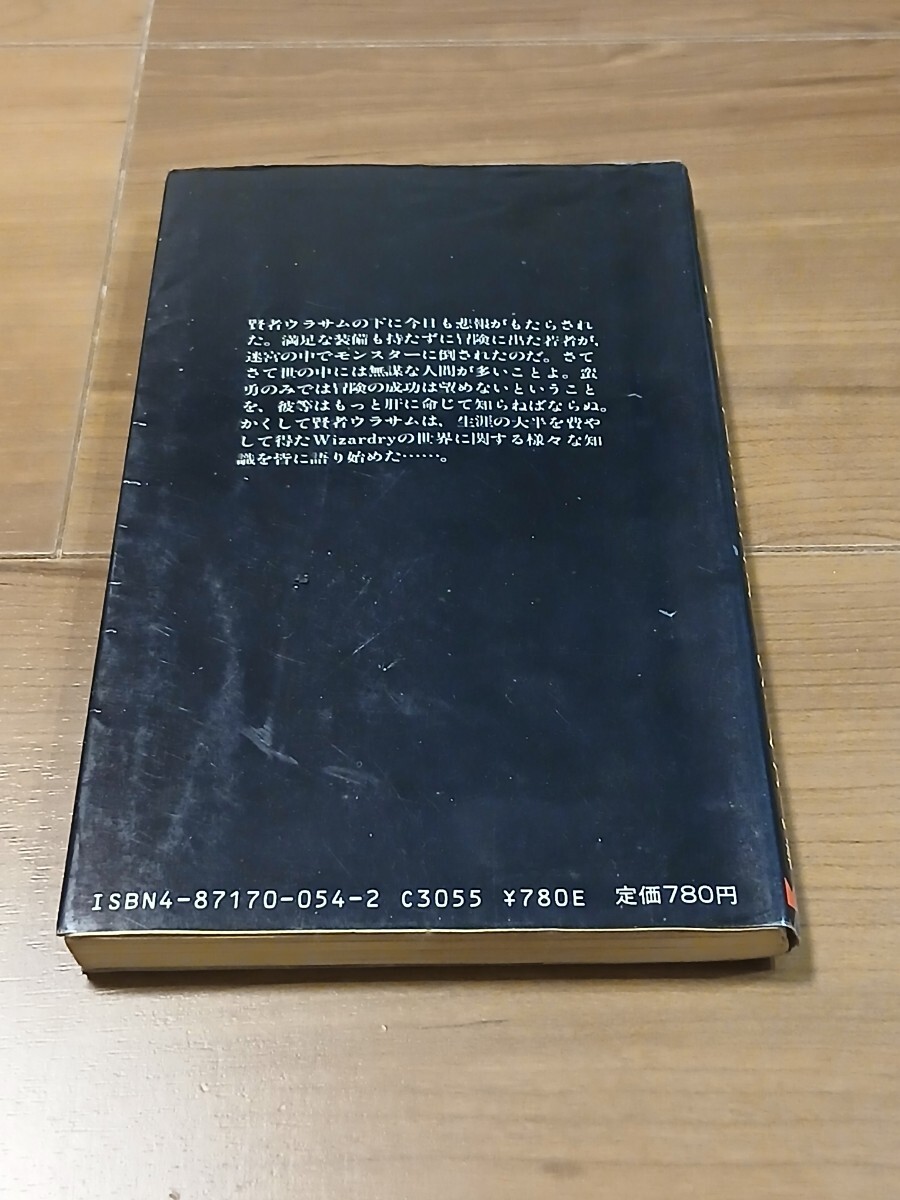 賢者ウラサムの下に今日も悲報がもたらされ
た。満足な装備も持たずに冒険に出た若者が、
迷宮の中でモンスターに倒されたのだ。さて
さて世の中には無謀な人間が多いことよ。蛮
勇のみでは冒険の成功は望めないということ
を、彼等はもっと肝に命じて知らねばならぬ。
かくして賢者ウラサムは、生涯の大半を費や
して得たWizardryの世界に関する様々な知
識を皆に語り始めた……。
ISBN4-87170-054-2 C3055 ¥780E 定価780円